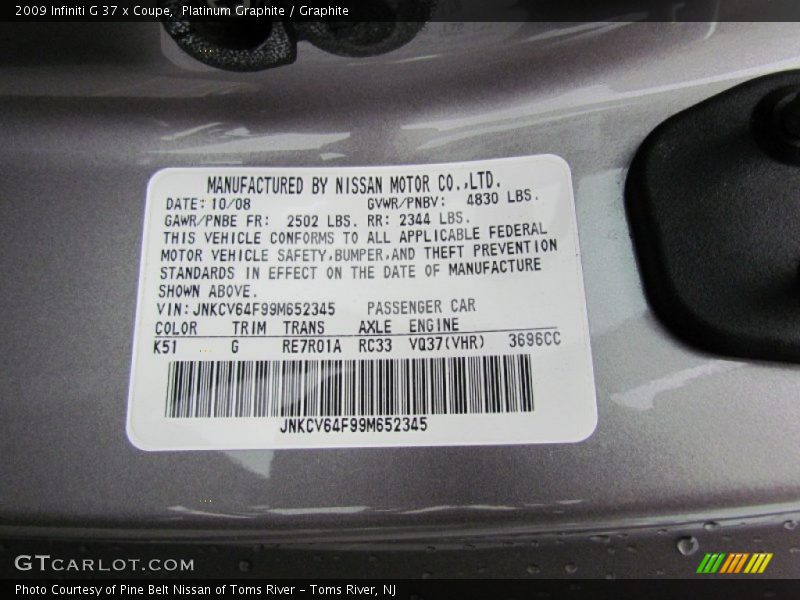 2009 Infiniti G 37 x Coupe, Platinum Graphite / Graphite
MANUFACTURED BY NISSAN MOTOR CO.,LTD.
DATE: 10/08 GVWR/PNBV: 4830 LBS.
GAWR/PNBE FR: 2502 LBS. RR: 2344 LBS.
THIS VEHICLE CONFORMS TO ALL APPLICABLE FEDERAL
MOTOR VEHICLE SAFETY,BUMPER,AND THEFT PREVENTION
STANDARDS IN EFFECT ON THE DATE OF MANUFACTURE
SHOWN ABOVE.
VIN: JNKCV64F99M652345 PASSENGER CAR
COLOR TRIM TRANS AXLE ENGINE
K51 G RE7R01A RC33 VQ37(VHR) 3696CC
JNKCV64F99M652345
GTCARLOT.COM
Photo Courtesy of Pine Belt Nissan of Toms River – Toms River, NJ